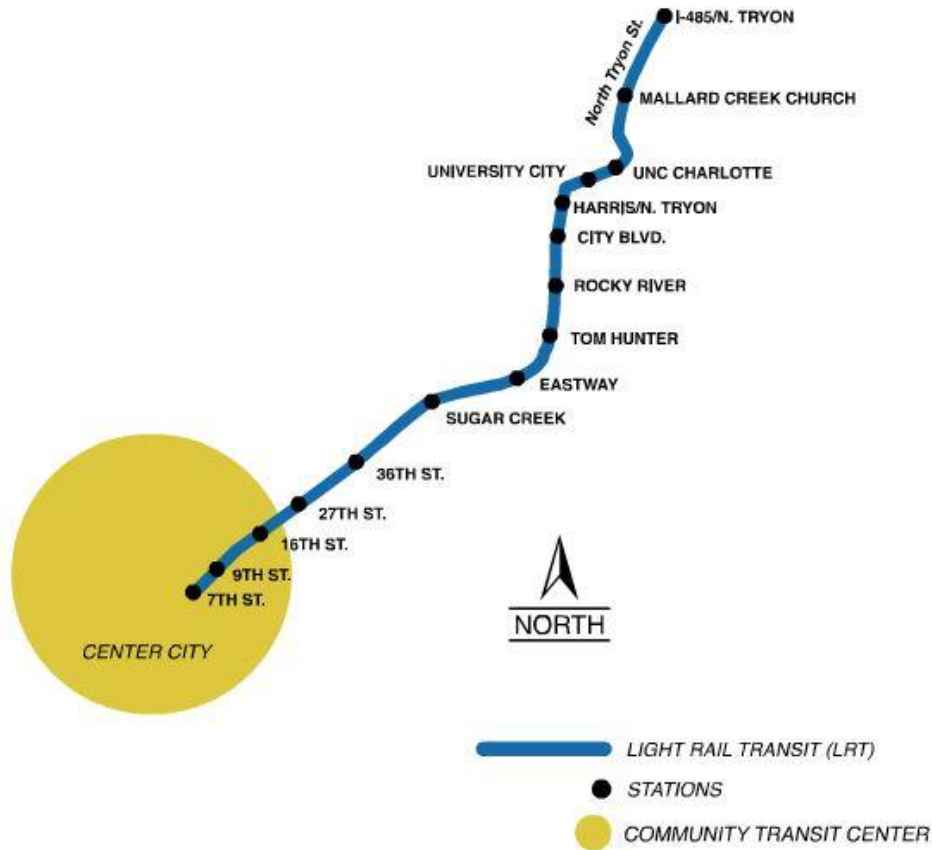 I-485/N. TRYON
North Tryon St.
MALLARD CREEK CHURCH
UNIVERSITY CITY
UNC CHARLOTTE
HARRIS/N. TRYON
CITY BLVD.
ROCKY RIVER
TOM HUNTER
EASTWAY
SUGAR CREEK
36TH ST.
27TH ST.
16TH ST.
9TH ST.
7TH ST.
CENTER CITY
NORTH
LIGHT RAIL TRANSIT (LRT)
STATIONS
COMMUNITY TRANSIT CENTER